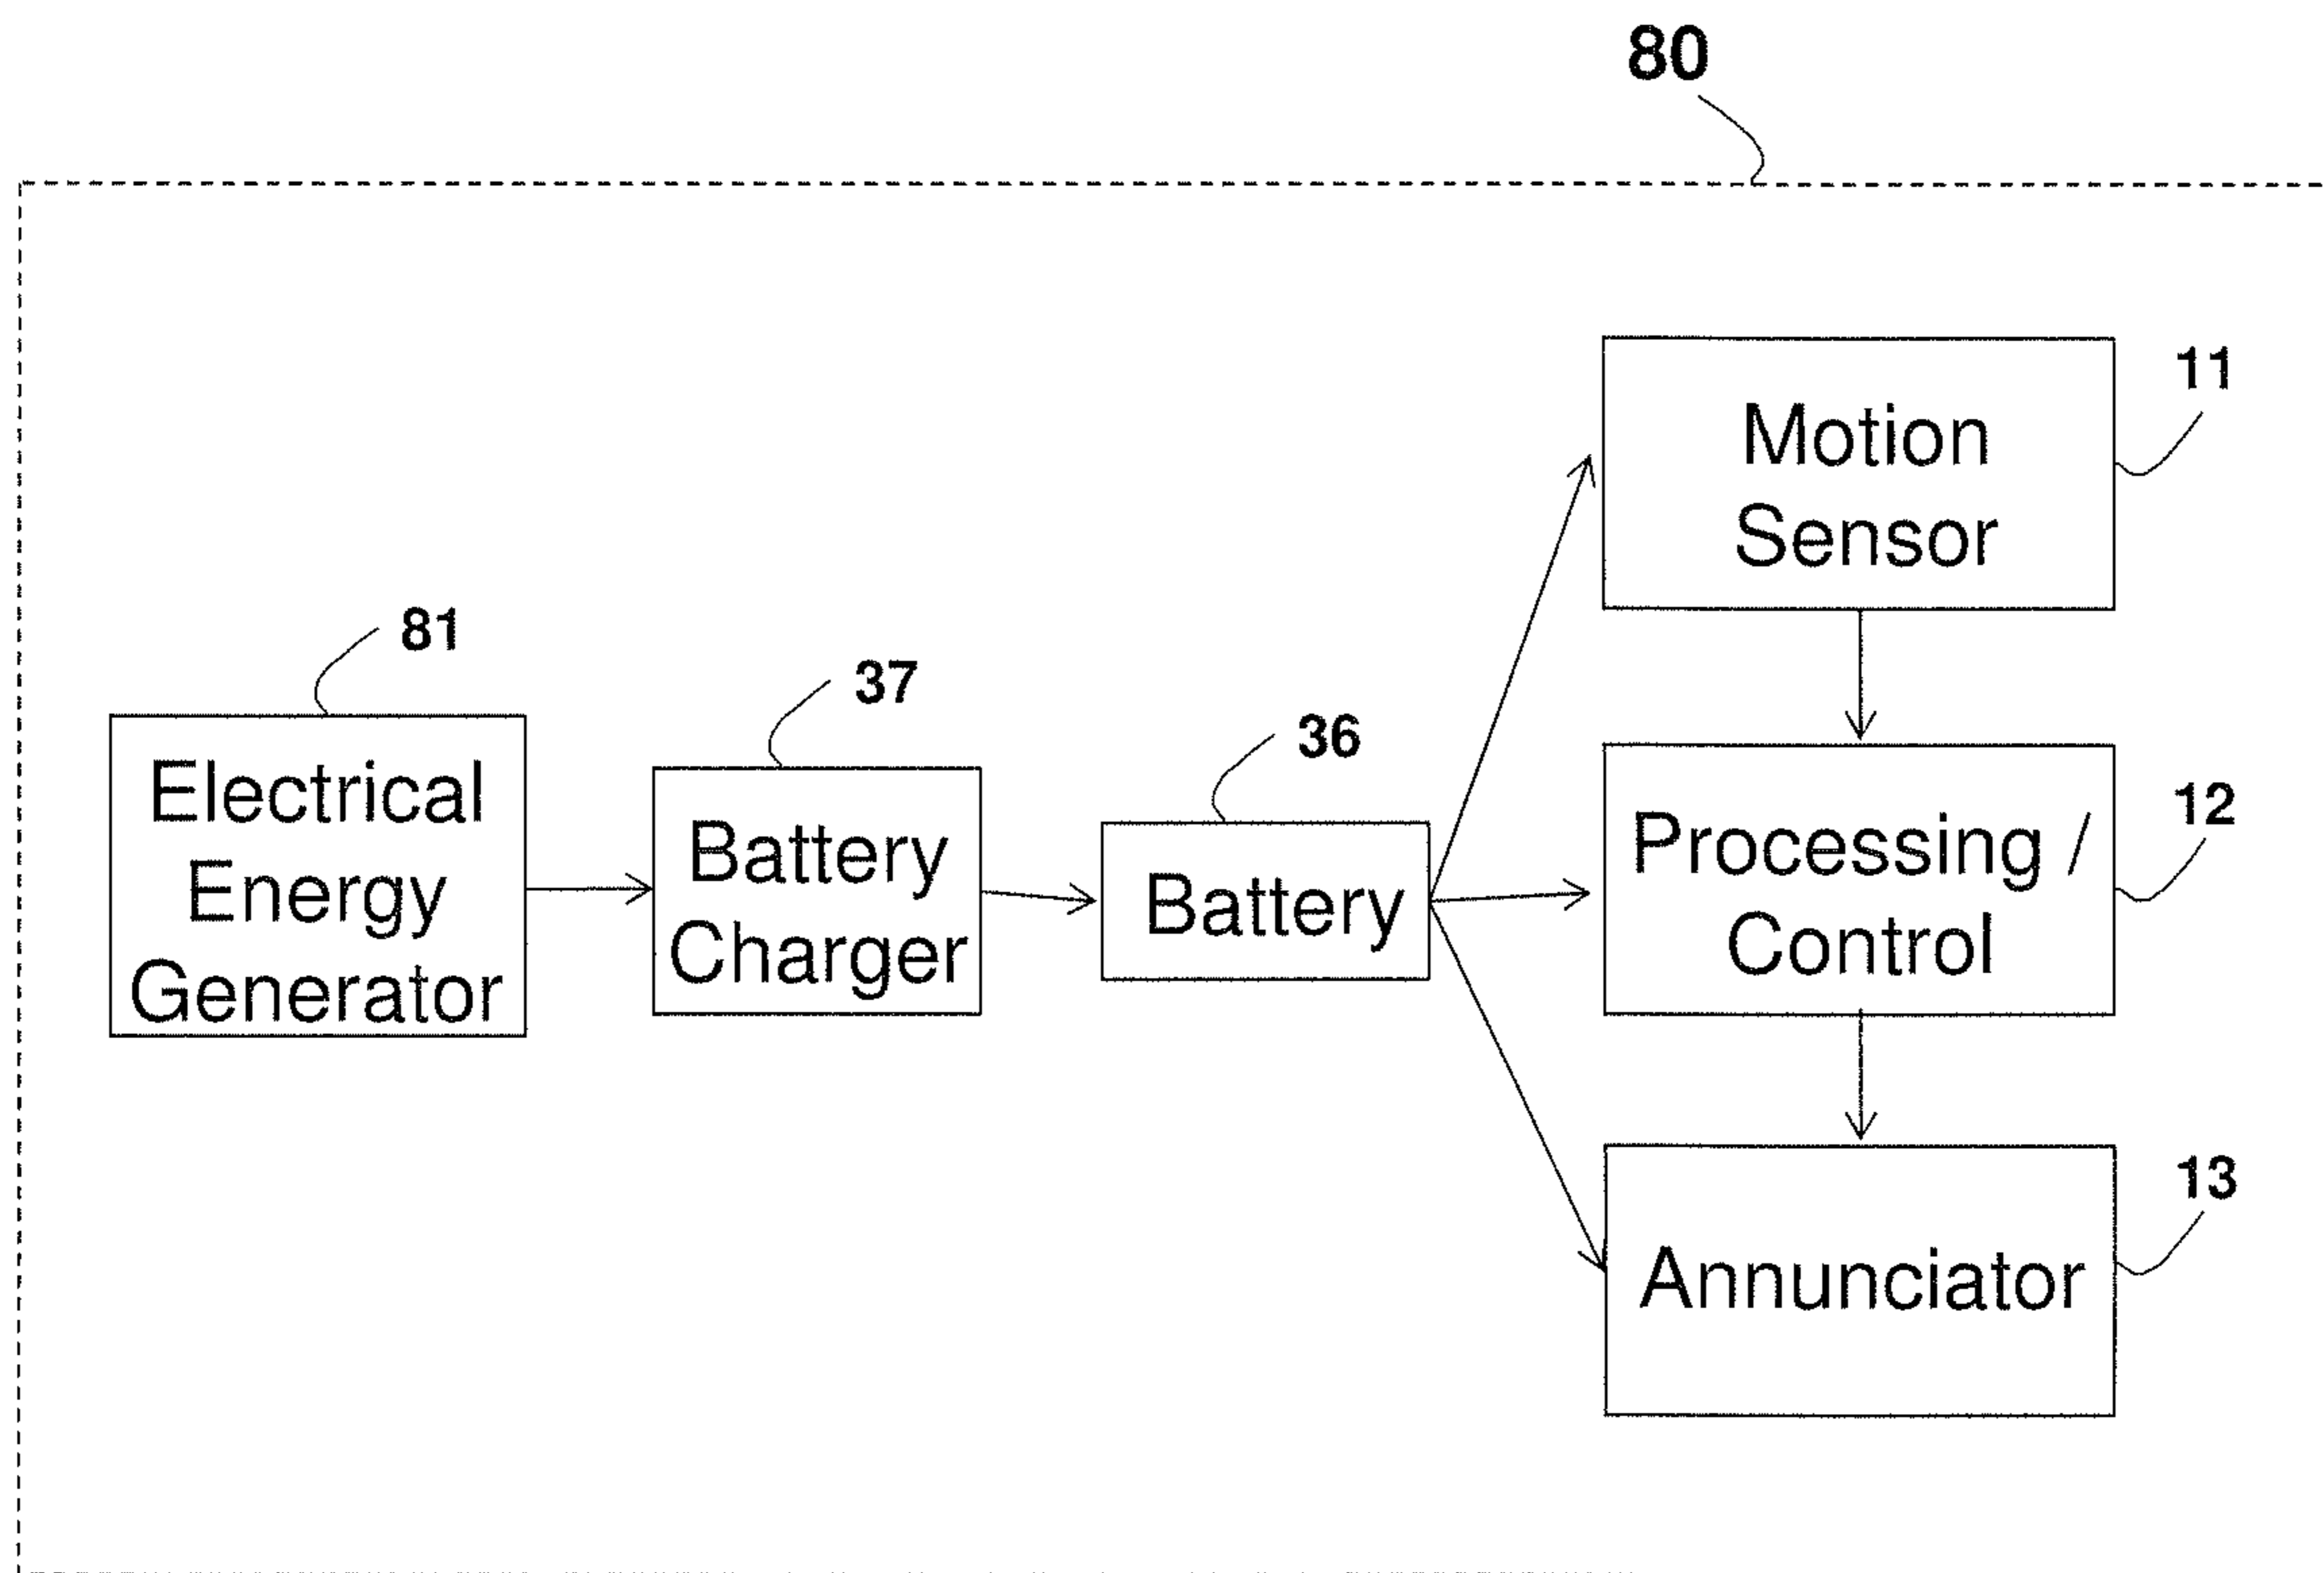 80
11
Motion
Sensor
81
37
36
Electrical
Energy
Generator
Battery
Charger
Battery
12
Processing /
Control
13
Annunciator